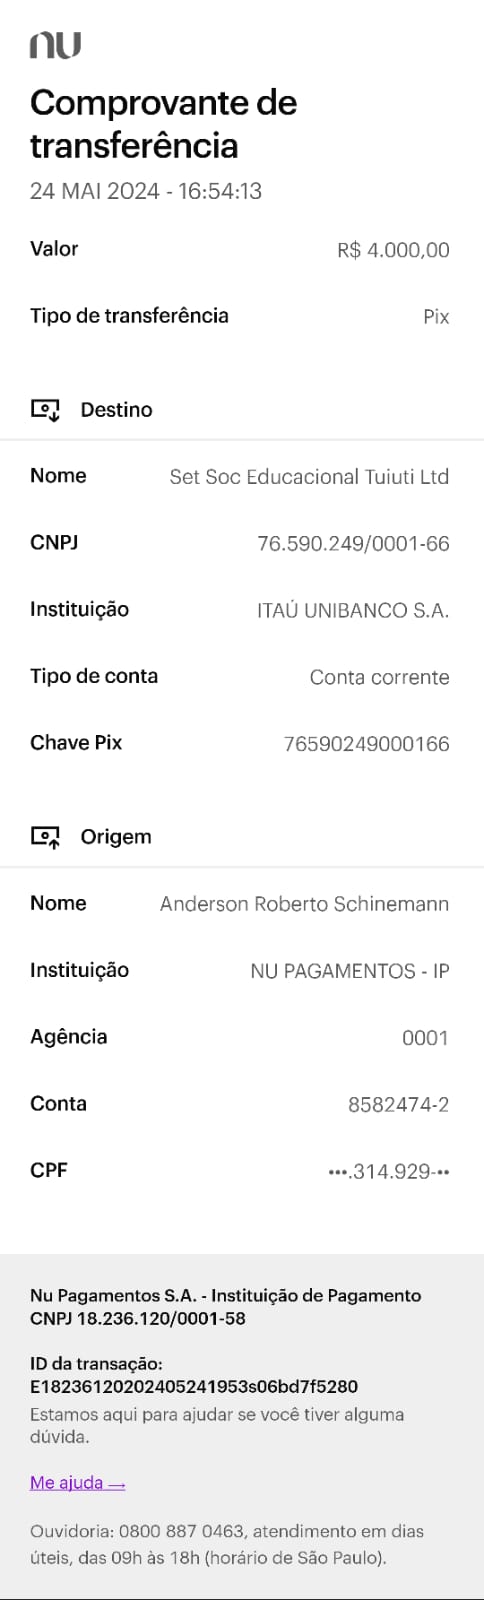 nu
Comprovante de
transferência
24 MAI 2024 - 16:54:13
Valor R$ 4.000,00
Tipo de transferência Pix
Destino
Nome Set Soc Educacional Tuiuti Ltd
CNPJ 76.590.249/0001-66
Instituição ITAÚ UNIBANCO S.A.
Tipo de conta Conta corrente
Chave Pix 76590249000166
Origem
Nome Anderson Roberto Schinemann
Instituição NU PAGAMENTOS - IP
Agência 0001
Conta 8582474-2
CPF •••.314.929-••
Nu Pagamentos S.A. - Instituição de Pagamento
CNPJ 18.236.120/0001-58
ID da transação:
E18236120202405241953s06bd7f5280
Estamos aqui para ajudar se você tiver alguma
dúvida.
Me ajuda →
Ouvidoria: 0800 887 0463, atendimento em dias
úteis, das 09h às 18h (horário de São Paulo).